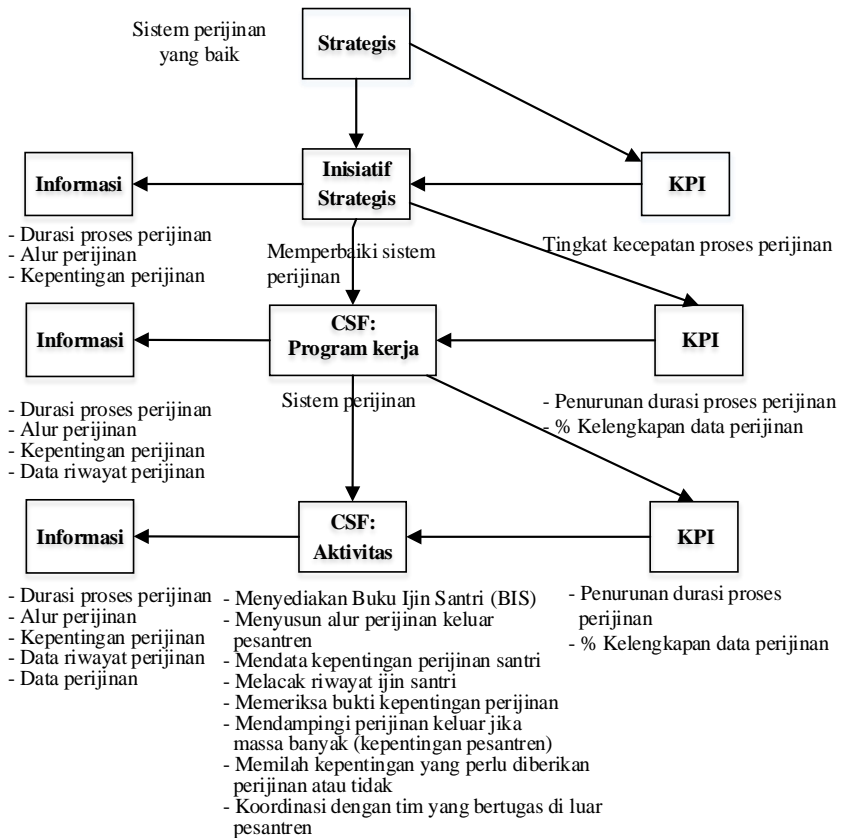 Sistem perijinan
yang baik
Strategis
Informasi
Inisiatif
Strategis
KPI
- Durasi proses perijinan
- Alur perijinan
- Kepentingan perijinan
Memperbaiki sistem
perijinan
Tingkat kecepatan proses perijinan
Informasi
CSF:
Program kerja
KPI
- Durasi proses perijinan
- Alur perijinan
- Kepentingan perijinan
- Data riwayat perijinan
Sistem perijinan
- Penurunan durasi proses perijinan
- % Kelengkapan data perijinan
Informasi
CSF:
Aktivitas
KPI
- Durasi proses perijinan
- Alur perijinan
- Kepentingan perijinan
- Data riwayat perijinan
- Data perijinan
- Menyediakan Buku Ijin Santri (BIS)
- Menyusun alur perijinan keluar
pesantren
- Mendata kepentingan perijinan santri
- Melacak riwayat ijin santri
- Memeriksa bukti kepentingan perijinan
- Mendampingi perijinan keluar jika
massa banyak (kepentingan pesantren)
- Memilah kepentingan yang perlu diberikan
perijinan atau tidak
- Koordinasi dengan tim yang bertugas di luar
pesantren
- Penurunan durasi proses
perijinan
- % Kelengkapan data perijinan